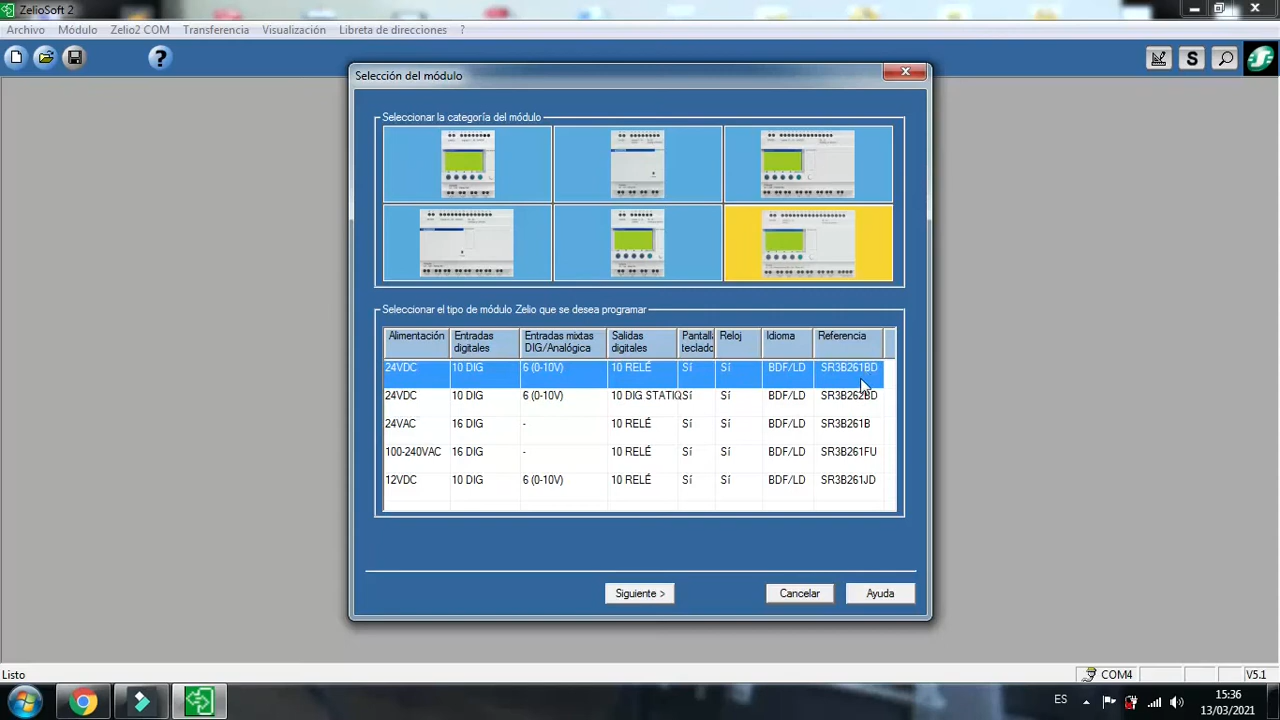 ZelioSoft 2
Archivo Módulo Zelio2 COM Transferencia Visualización Libreta de direcciones ?
?
S
Selección del módulo
Seleccionar la categoría del módulo
Seleccionar el tipo de módulo Zelio que se desea programar
Alimentación Entradas digitales Entradas mixtas DIG/Analógica Salidas digitales Pantall teclado Reloj Idioma Referencia
24VDC 10 DIG 6 (0-10V) 10 RELÉ Sí Sí BDF/LD SR3B261BD
24VDC 10 DIG 6 (0-10V) 10 DIG STATIQ Sí Sí BDF/LD SR3B262BD
24VAC 16 DIG - 10 RELÉ Sí Sí BDF/LD SR3B261B
100-240VAC 16 DIG - 10 RELÉ Sí Sí BDF/LD SR3B261FU
12VDC 10 DIG 6 (0-10V) 10 RELÉ Sí Sí BDF/LD SR3B261JD
Siguiente > Cancelar Ayuda
Listo COM4 V5.1
ES 15:36
13/03/2021